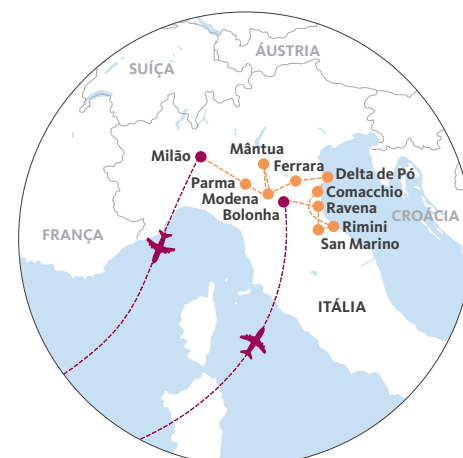 ÁUSTRIA
SUÍÇA
Mântua
Milão
Ferrara
Delta de Pó
Parma
Comacchio
Modena
Ravena
Bolonha
CROÁCIA
Rimini
FRANÇA
San Marino
ITÁLIA